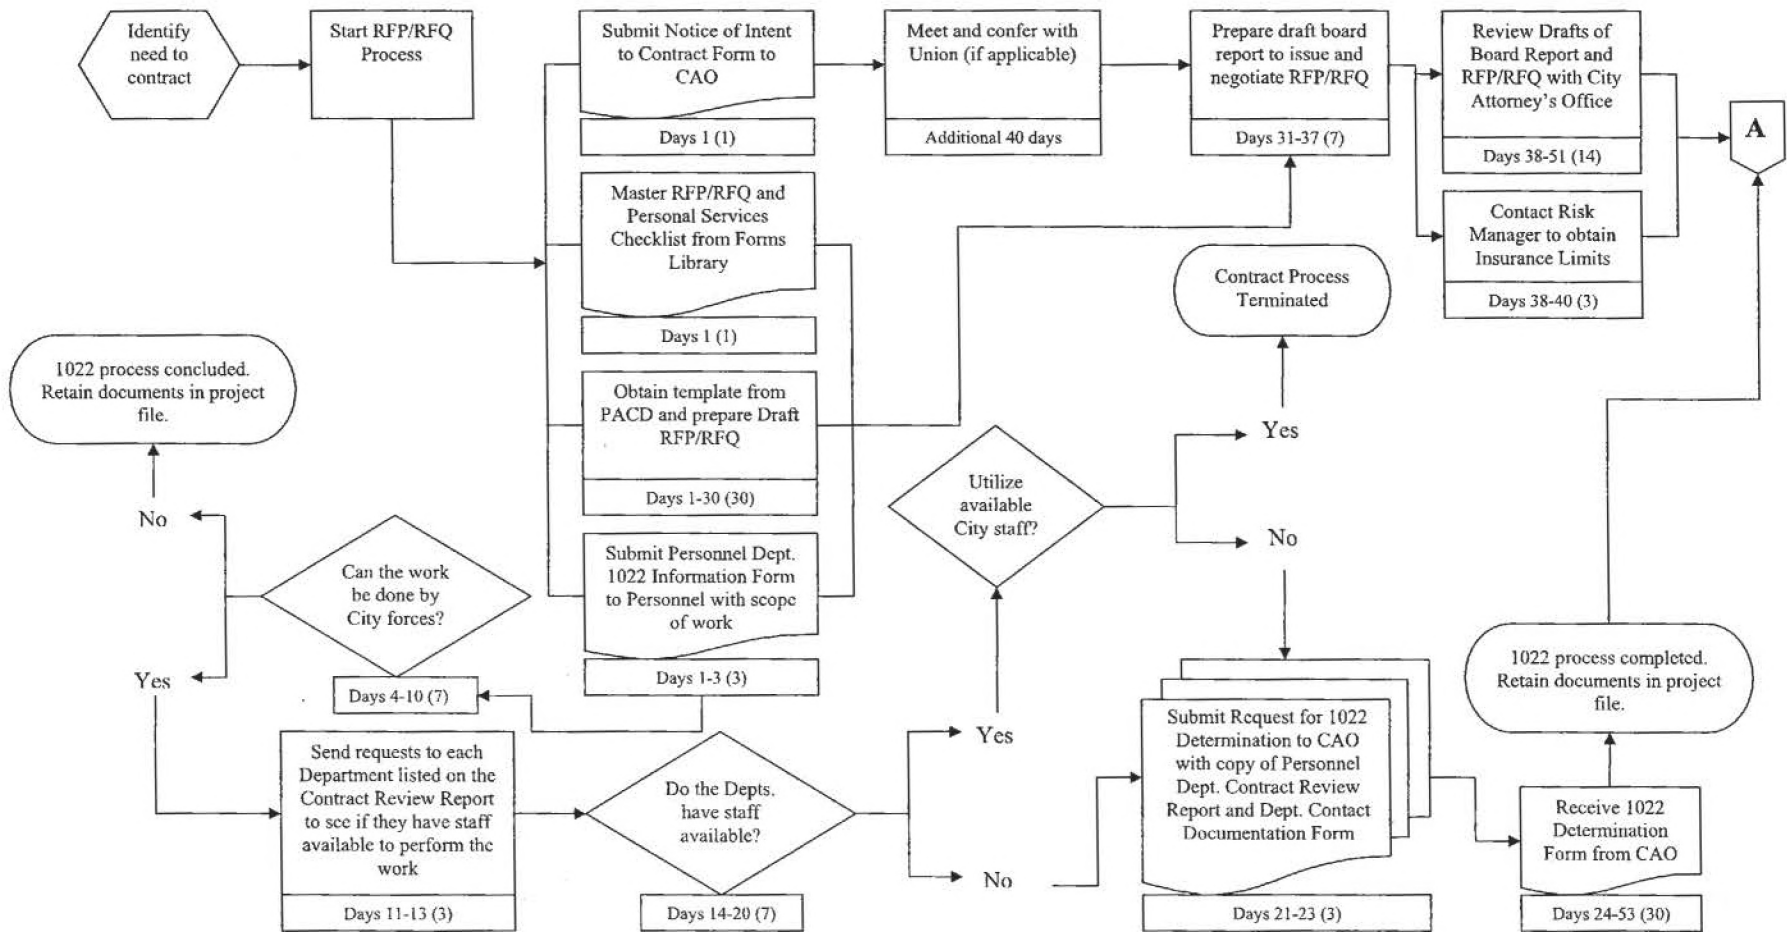 Identify
need to
contract
Start RFP/RFQ
Process
Submit Notice of Intent
to Contract Form to
CAO
Days 1 (1)
Meet and confer with
Union (if applicable)
Additional 40 days
Prepare draft board
report to issue and
negotiate RFP/RFQ
Days 31-37 (7)
Review Drafts of
Board Report and
RFP/RFQ with City
Attorney's Office
Days 38-51 (14)
A
Master RFP/RFQ and
Personal Services
Checklist from Forms
Library
Days 1 (1)
Contact Risk
Manager to obtain
Insurance Limits
Days 38-40 (3)
Contract Process
Terminated
1022 process concluded.
Retain documents in project
file.
Obtain template from
PACD and prepare Draft
RFP/RFQ
Days 1-30 (30)
Yes
Utilize
available
City staff?
No
No
Can the work
be done by
City forces?
Yes
Days 4-10 (7)
Submit Personnel Dept.
1022 Information Form
to Personnel with scope
of work
Days 1-3 (3)
1022 process completed.
Retain documents in project
file.
Send requests to each
Department listed on the
Contract Review Report
to see if they have staff
available to perform the
work
Days 11-13 (3)
Do the Depts.
have staff
available?
Days 14-20 (7)
Yes
No
Submit Request for 1022
Determination to CAO
with copy of Personnel
Dept. Contract Review
Report and Dept. Contact
Documentation Form
Days 21-23 (3)
Receive 1022
Determination
Form from CAO
Days 24-53 (30)